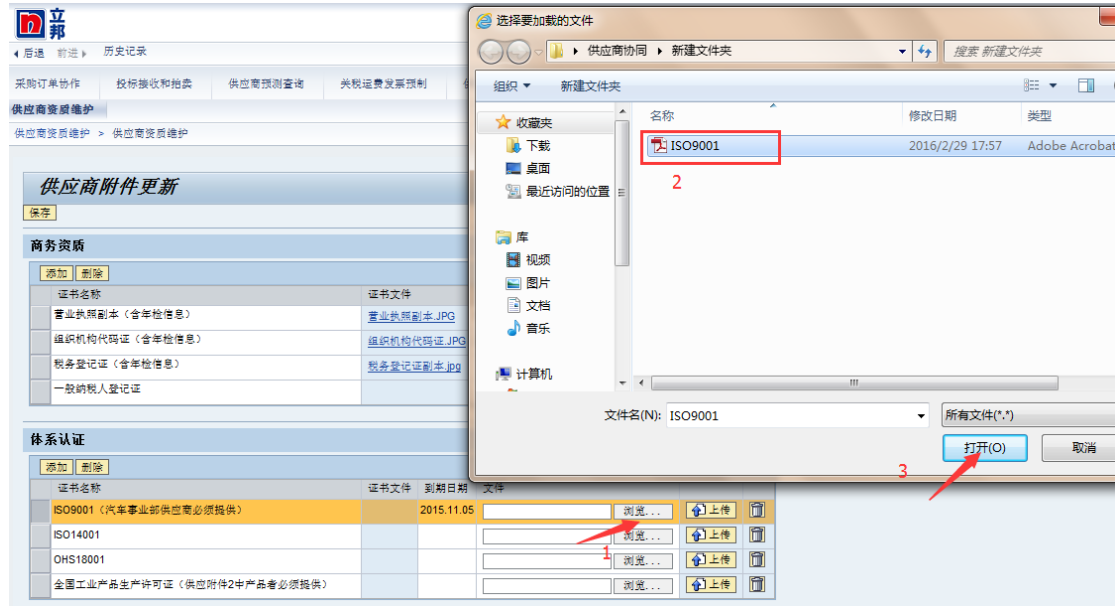 立邦
后退 前进 历史记录
采购订单协作 投标接收和拍卖 供应商预测查询 关税运费发票预制
供应商资质维护
供应商资质维护 > 供应商资质维护
供应商附件更新
保存
商务资质
添加 删除
证书名称 证书文件
营业执照副本（含年检信息） 营业执照副本.JPG
组织机构代码证（含年检信息） 组织机构代码证.JPG
税务登记证（含年检信息） 税务登记证副本.jpg
一般纳税人登记证
体系认证
添加 删除
证书名称 证书文件 到期日期 文件
ISO9001（汽车事业部供应商必须提供） 2015.11.05 浏览... 上传
ISO14001 浏览... 上传
OHS18001 浏览... 上传
全国工业产品生产许可证（供应附件2中产品者必须提供） 浏览... 上传
1
选择要加载的文件
供应商协同 新建文件夹 搜索 新建文件夹
组织 新建文件夹
收藏夹
下载
桌面
最近访问的位置
库
视频
图片
文档
音乐
计算机
名称 修改日期 类型
ISO9001 2016/2/29 17:57 Adobe Acrobat
2
文件名(N): ISO9001 所有文件(*.*)
打开(O) 取消
3